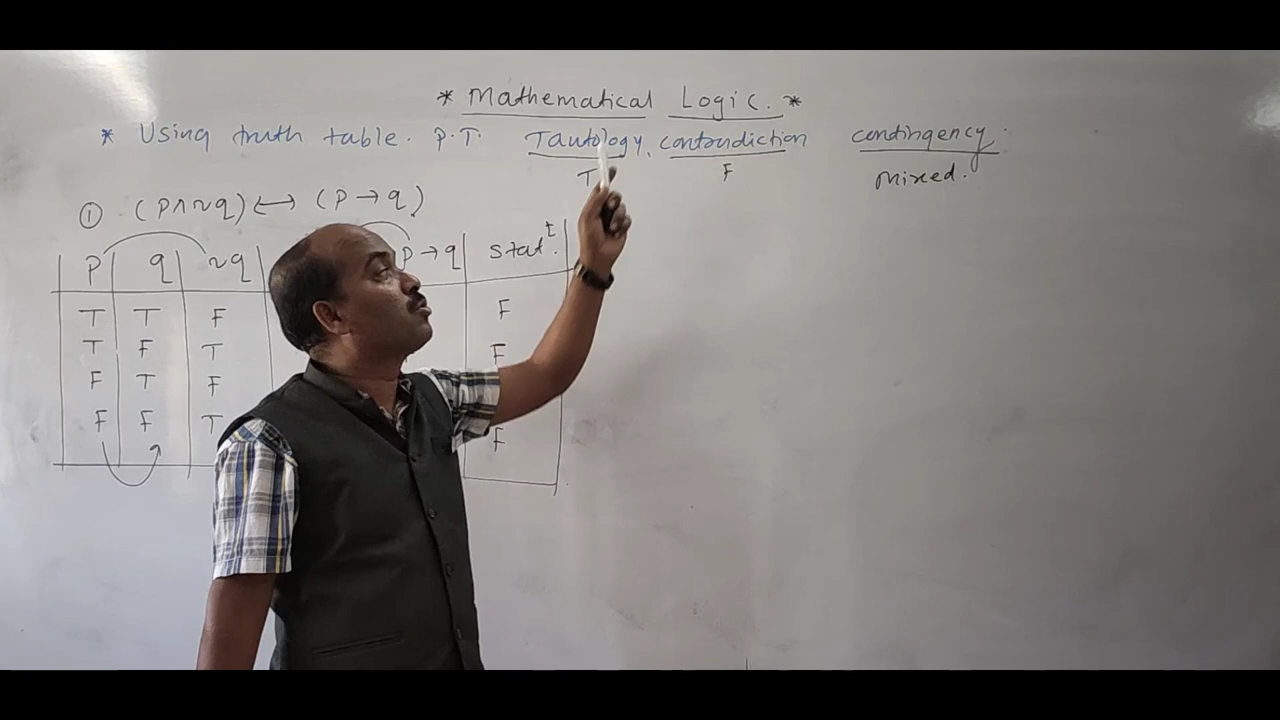 * Mathematical Logic. *
* Using truth table. P.T. Tautology, contradiction contingency.
T F Mixed.
① (p∧~q) ↔ (p → q)
p q ~q p → q stat^t.
T T F F
T F T F
F T F
F F T F